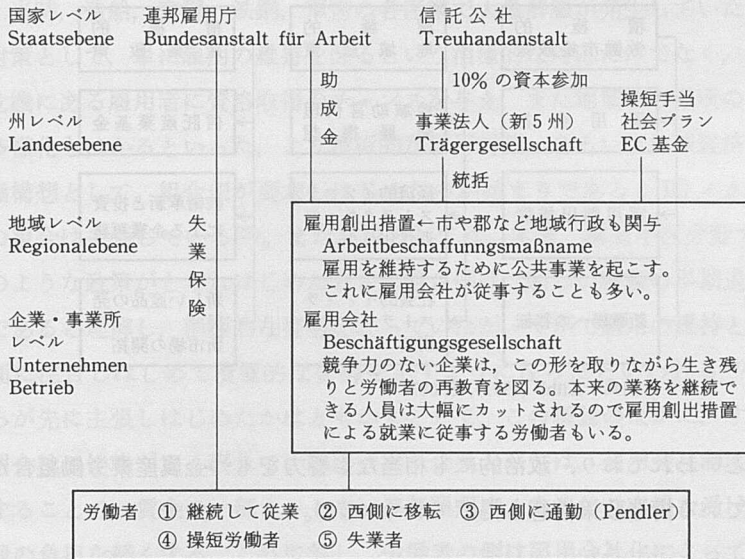 国家レベル 連邦雇用庁 信託公社
Staatsebene Bundesanstalt für Arbeit Treuhandanstalt
助成金
10% の資本参加
操短手当
州レベル 事業法人（新5州） 社会プラン
Landesebene Trägergesellschaft EC 基金
統括
失業保険
地域レベル 雇用創出措置←市や郡など地域行政も関与
Regionalebene Arbeitbeschaffunngsmaßname
雇用を維持するために公共事業を起こす。
これに雇用会社が従事することも多い。
企業・事業所 雇用会社
レベル Beschäftigungsgesellschaft
Unternehmen 競争力のない企業は，この形を取りながら生き残
Betrieb りと労働者の再教育を図る。本来の業務を継続で
きる人員は大幅にカットされるので雇用創出措置
による就業に従事する労働者もいる。
労働者 ① 継続して従業 ② 西側に移転 ③ 西側に通勤（Pendler）
④ 操短労働者 ⑤ 失業者